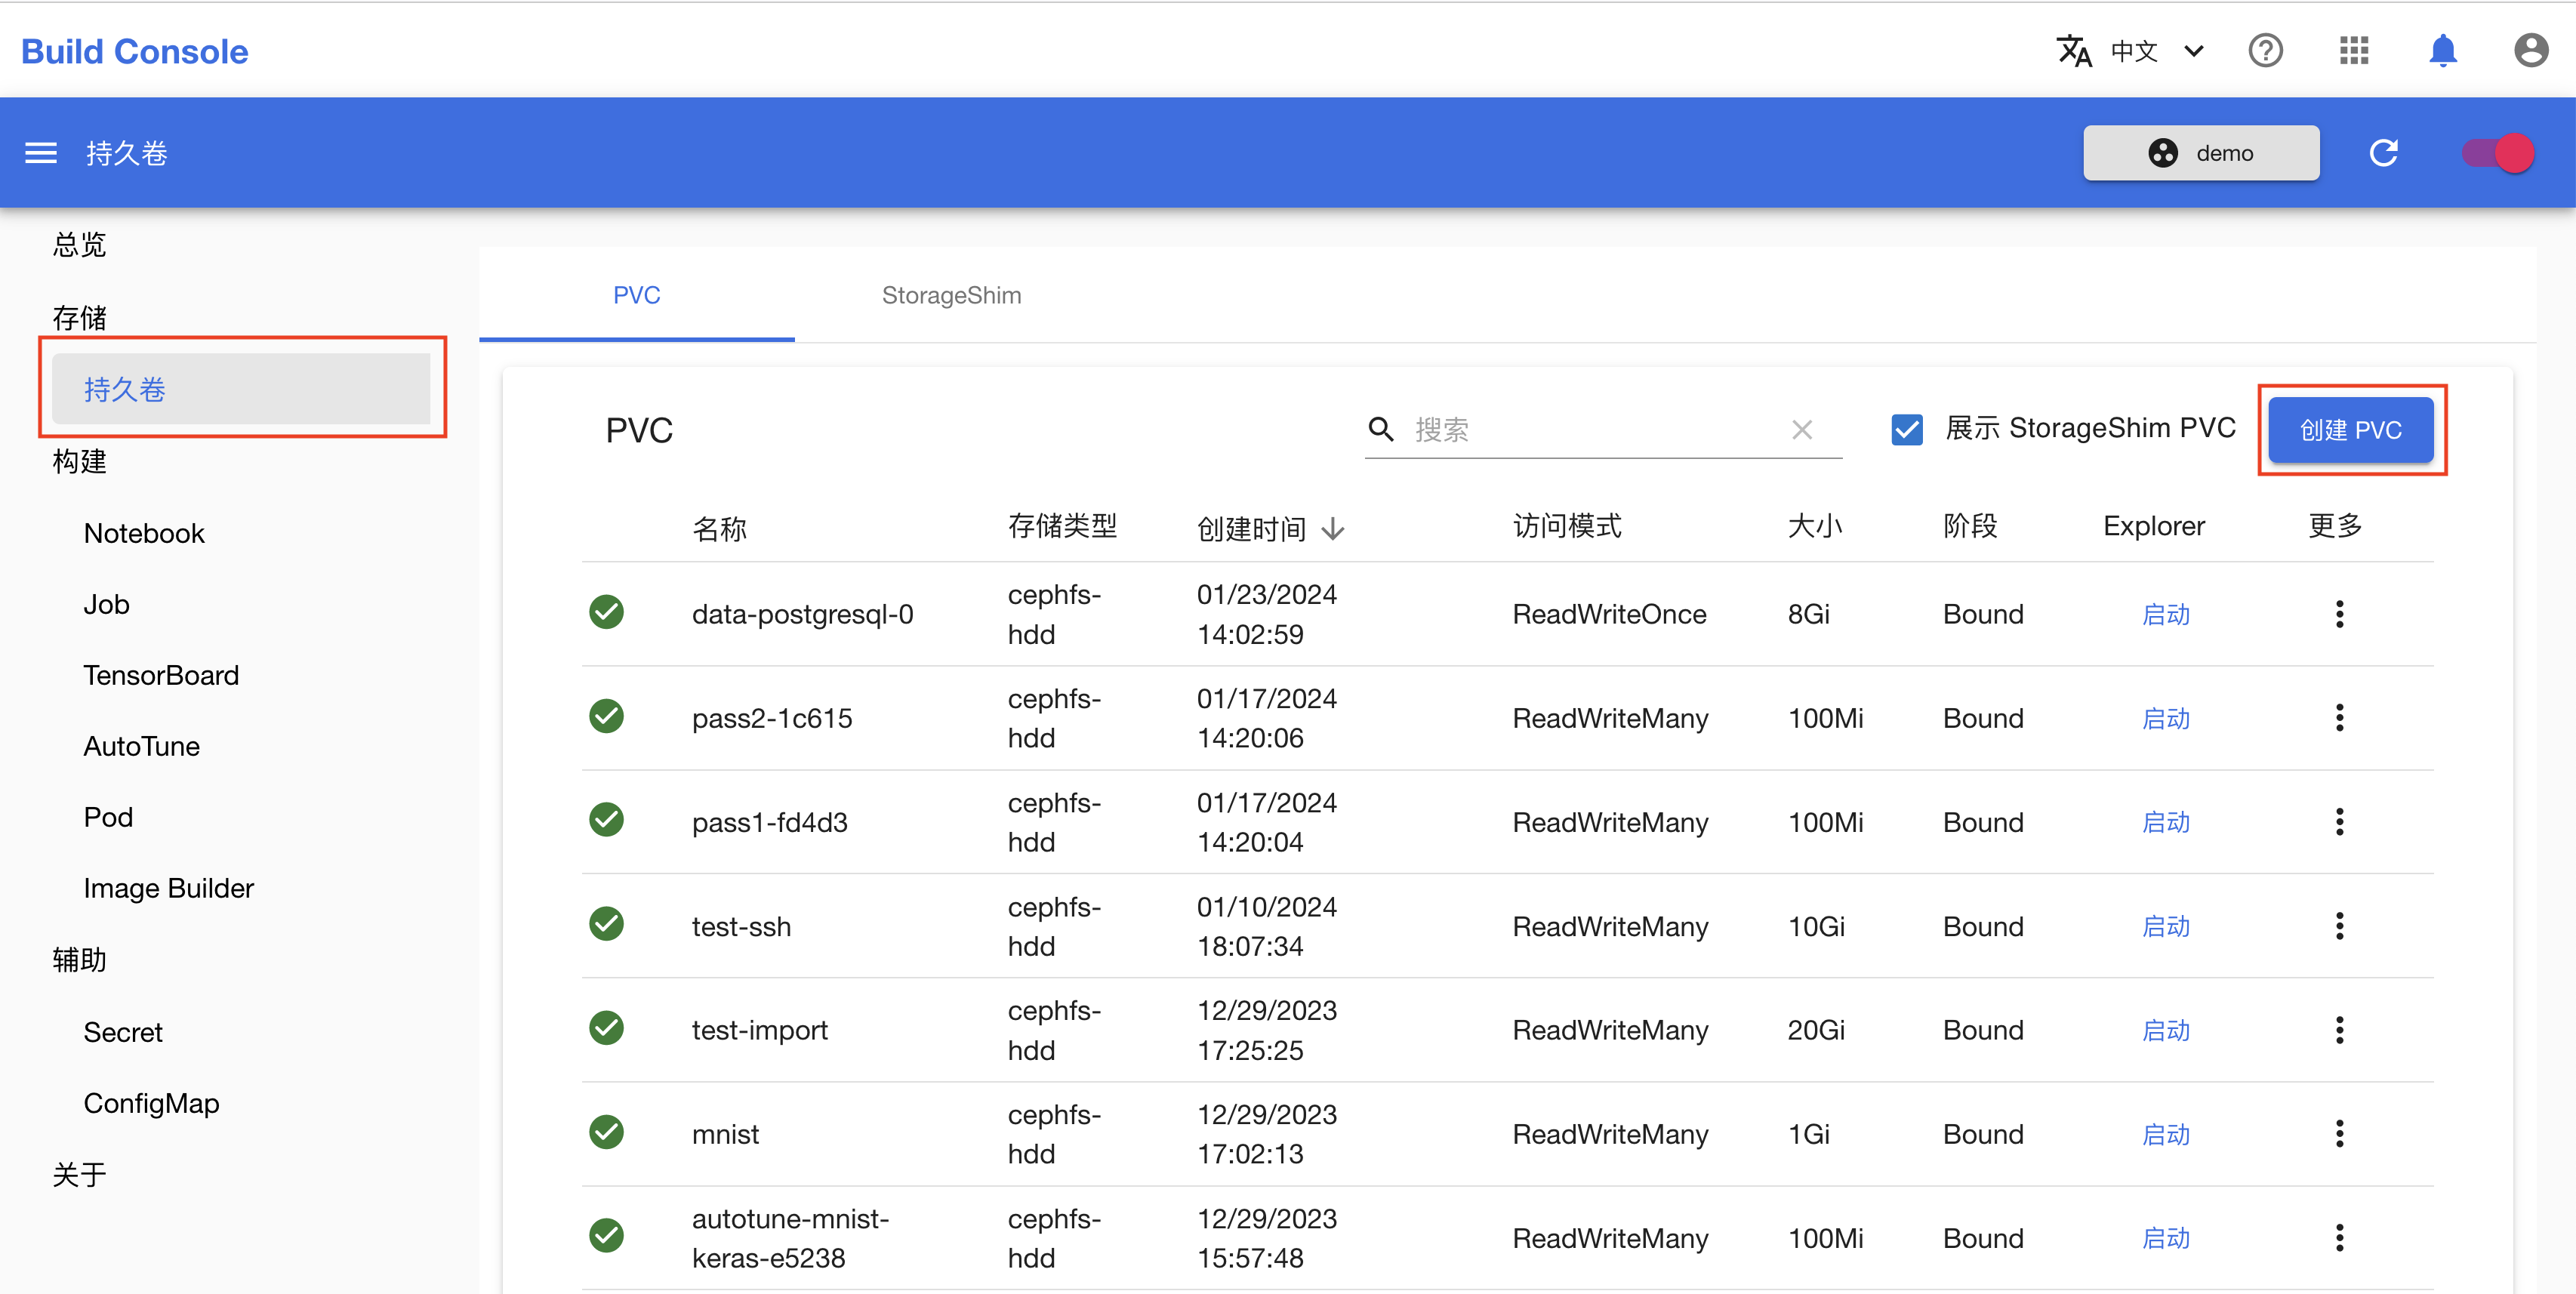 Build Console
中文
持久卷
demo
总览
存储
持久卷
构建
Notebook
Job
TensorBoard
AutoTune
Pod
Image Builder
辅助
Secret
ConfigMap
关于
PVC
StorageShim
PVC
搜索
展示 StorageShim PVC
创建 PVC
名称
存储类型
创建时间
访问模式
大小
阶段
Explorer
更多
data-postgresql-0
cephfs-
hdd
01/23/2024
14:02:59
ReadWriteOnce
8Gi
Bound
启动
pass2-1c615
cephfs-
hdd
01/17/2024
14:20:06
ReadWriteMany
100Mi
Bound
启动
pass1-fd4d3
cephfs-
hdd
01/17/2024
14:20:04
ReadWriteMany
100Mi
Bound
启动
test-ssh
cephfs-
hdd
01/10/2024
18:07:34
ReadWriteMany
10Gi
Bound
启动
test-import
cephfs-
hdd
12/29/2023
17:25:25
ReadWriteMany
20Gi
Bound
启动
mnist
cephfs-
hdd
12/29/2023
17:02:13
ReadWriteMany
1Gi
Bound
启动
autotune-mnist-
keras-e5238
cephfs-
hdd
12/29/2023
15:57:48
ReadWriteMany
100Mi
Bound
启动